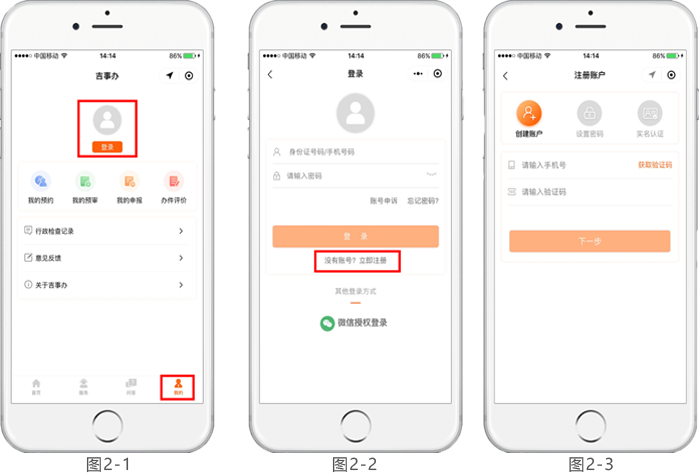 中国移动 14:14 86%
吉事办
登录
我的预约 我的预审 我的申报 办件评价
行政检查记录
意见反馈
关于吉事办
首页 我的
图2-1
中国移动 14:14 86%
登录
身份证号码/手机号码
请输入密码
账号申诉 忘记密码?
登 录
没有账号? 立即注册
其他登录方式
微信授权登录
图2-2
中国移动 14:14 86%
注册账户
创建账户 设置密码 实名认证
请输入手机号 获取验证码
请输入验证码
下一步
图2-3